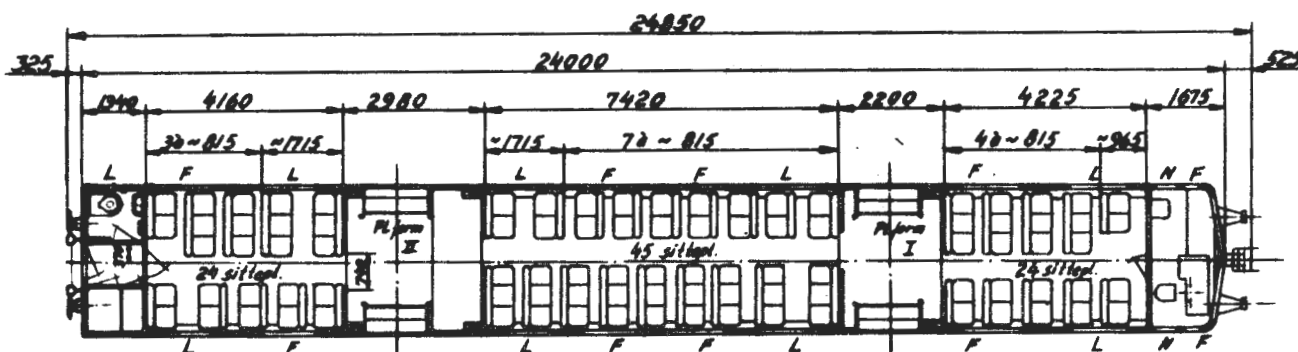 24850
325 24000 525
1340 4160 2980 7420 2200 4225 1675
3à~815 ~1715 ~1715 7à ~ 815 4à~815 ~965
L F L L F F L F L N F
Pl.form
II
Pl.form
I
24 sittpl. 45 sittpl. 24 sittpl.
L F L F F L F L N F